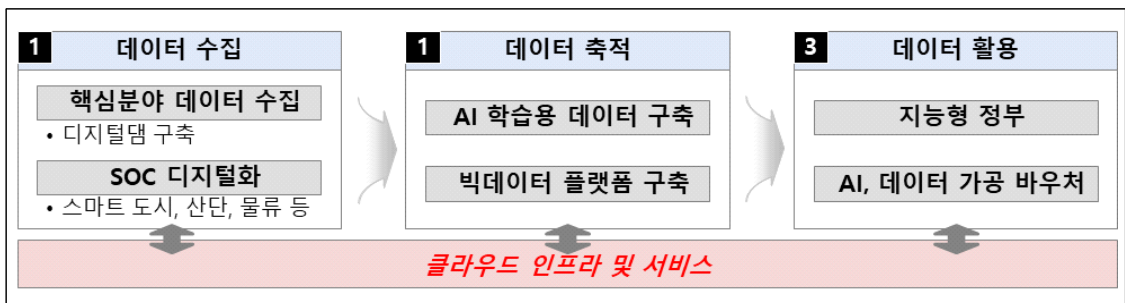 1 데이터 수집
핵심분야 데이터 수집
• 디지털댐 구축
SOC 디지털화
• 스마트 도시, 산단, 물류 등
1 데이터 축적
AI 학습용 데이터 구축
빅데이터 플랫폼 구축
3 데이터 활용
지능형 정부
AI, 데이터 가공 바우처
클라우드 인프라 및 서비스